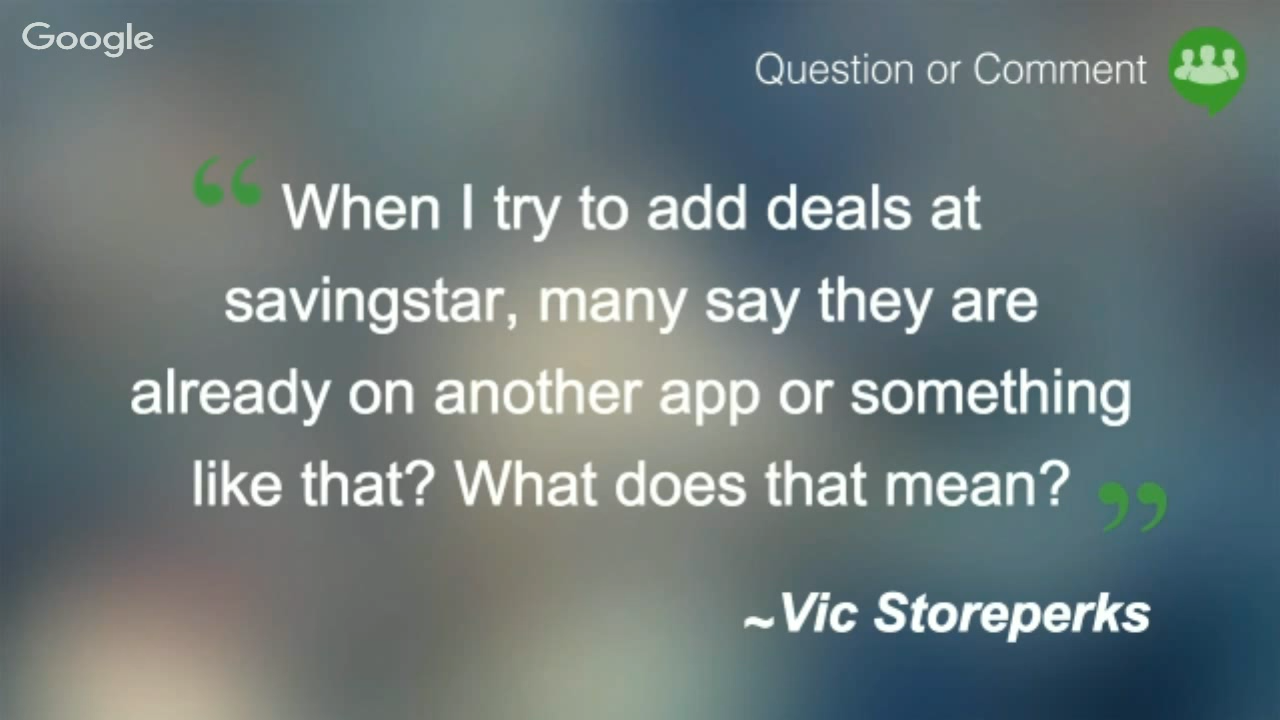 Google
Question or Comment
“ When I try to add deals at
savingstar, many say they are
already on another app or something
like that? What does that mean? ”
~Vic Storeperks